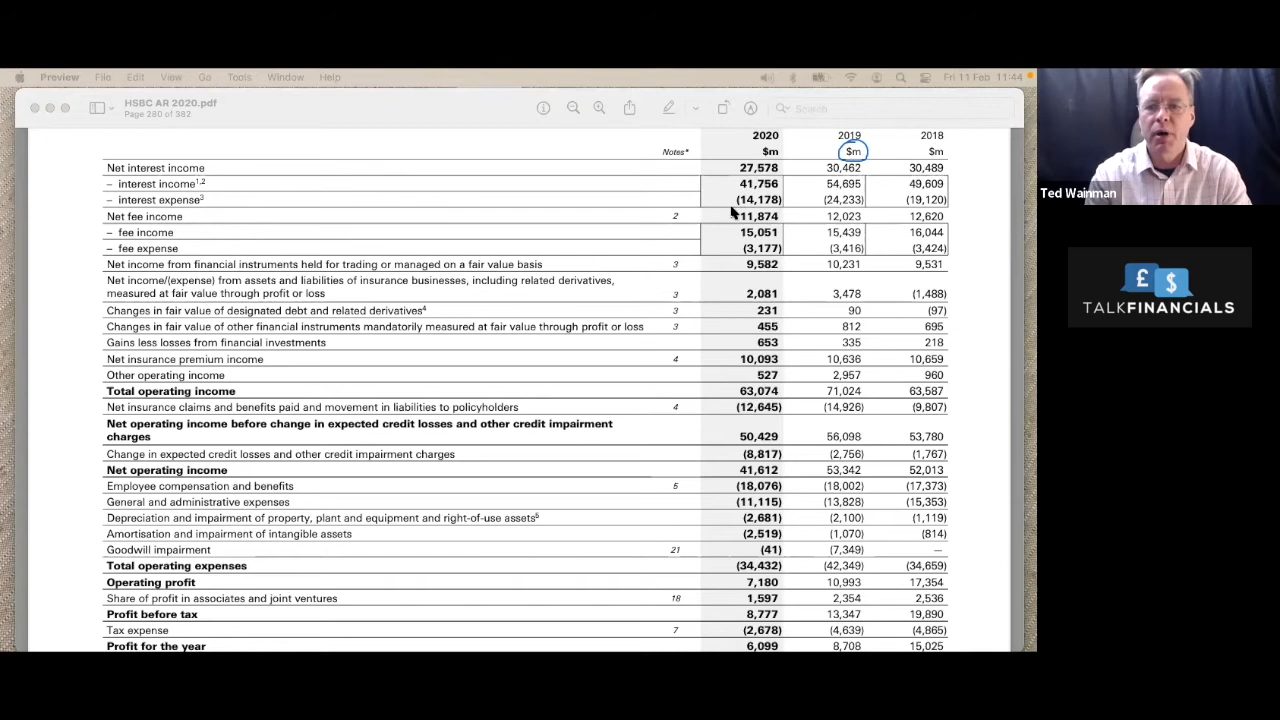 Preview File Edit View Go Tools Window Help Fri 11 Feb 11:44
HSBC AR 2020.pdf
Page 280 of 382
Search
2020 2019 2018
Notes* $m $m $m
Net interest income 27,578 30,462 30,489
– interest income1,2 41,756 54,695 49,609
– interest expense3 (14,178) (24,233) (19,120)
Net fee income 2 11,874 12,023 12,620
– fee income 15,051 15,439 16,044
– fee expense (3,177) (3,416) (3,424)
Net income from financial instruments held for trading or managed on a fair value basis 3 9,582 10,231 9,531
Net income/(expense) from assets and liabilities of insurance businesses, including related derivatives,
measured at fair value through profit or loss 3 2,081 3,478 (1,488)
Changes in fair value of designated debt and related derivatives4 3 231 90 (97)
Changes in fair value of other financial instruments mandatorily measured at fair value through profit or loss 3 455 812 695
Gains less losses from financial investments 653 335 218
Net insurance premium income 4 10,093 10,636 10,659
Other operating income 527 2,957 960
Total operating income 63,074 71,024 63,587
Net insurance claims and benefits paid and movement in liabilities to policyholders 4 (12,645) (14,926) (9,807)
Net operating income before change in expected credit losses and other credit impairment
charges 50,429 56,098 53,780
Change in expected credit losses and other credit impairment charges (8,817) (2,756) (1,767)
Net operating income 41,612 53,342 52,013
Employee compensation and benefits 5 (18,076) (18,002) (17,373)
General and administrative expenses (11,115) (13,828) (15,353)
Depreciation and impairment of property, plant and equipment and right-of-use assets5 (2,681) (2,100) (1,119)
Amortisation and impairment of intangible assets (2,519) (1,070) (814)
Goodwill impairment 21 (41) (7,349) —
Total operating expenses (34,432) (42,349) (34,659)
Operating profit 7,180 10,993 17,354
Share of profit in associates and joint ventures 18 1,597 2,354 2,536
Profit before tax 8,777 13,347 19,890
Tax expense 7 (2,678) (4,639) (4,865)
Profit for the year 6,099 8,708 15,025
Ted Wainman
£ $
TALKFINANCIALS